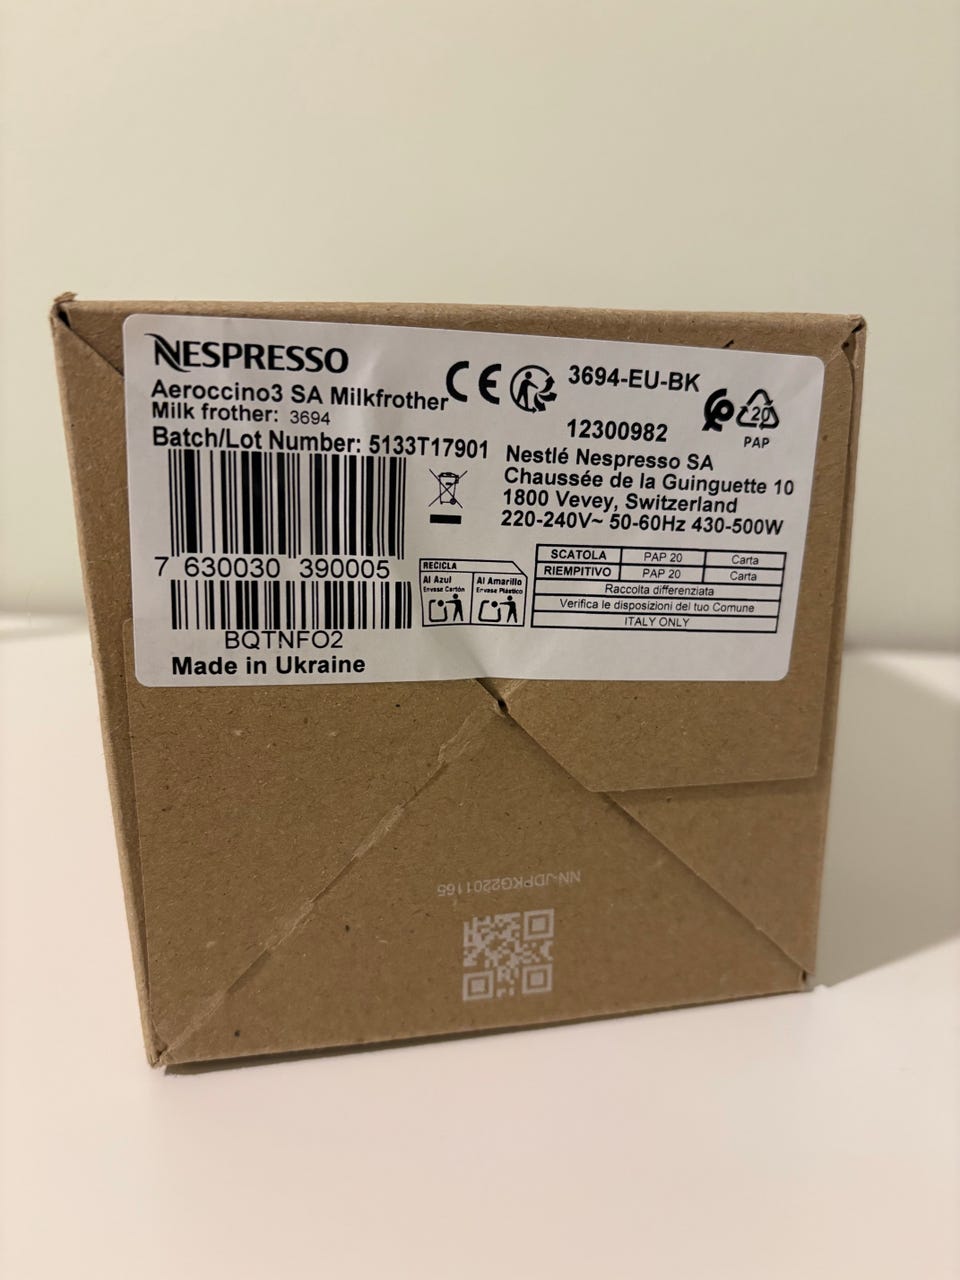 NESPRESSO
Aeroccino3 SA Milkfrother
Milk frother: 3694
Batch/Lot Number: 5133T17901
7 630030 390005
BQTNFO2
Made in Ukraine
CE
3694-EU-BK
12300982
20
PAP
Nestlé Nespresso SA
Chaussée de la Guinguette 10
1800 Vevey, Switzerland
220-240V~ 50-60Hz 430-500W
RECICLA
Al Azul
Envase Cartón
Al Amarillo
Envase Plástico
SCATOLA PAP 20 Carta
RIEMPITIVO PAP 20 Carta
Raccolta differenziata
Verifica le disposizioni del tuo Comune
ITALY ONLY
NN-JDPKG2201165